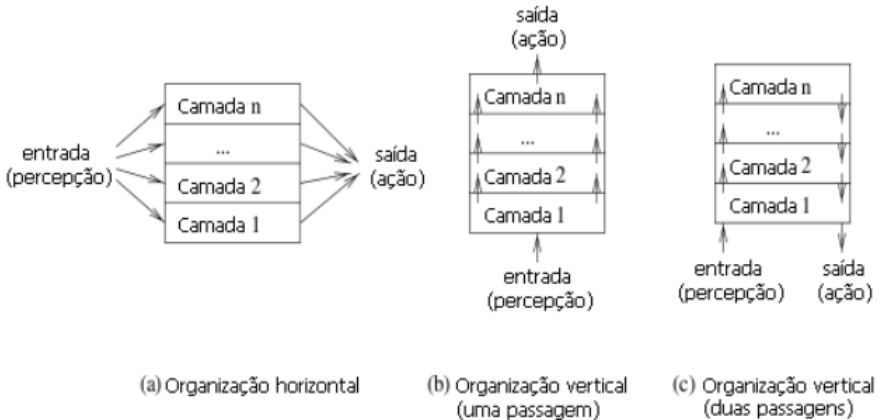 entrada
(percepção)
Camada n
...
Camada 2
Camada 1
saída
(ação)
(a) Organização horizontal
saída
(ação)
Camada n
...
Camada 2
Camada 1
entrada
(percepção)
(b) Organização vertical
(uma passagem)
Camada n
...
Camada 2
Camada 1
entrada
(percepção)
saída
(ação)
(c) Organização vertical
(duas passagens)